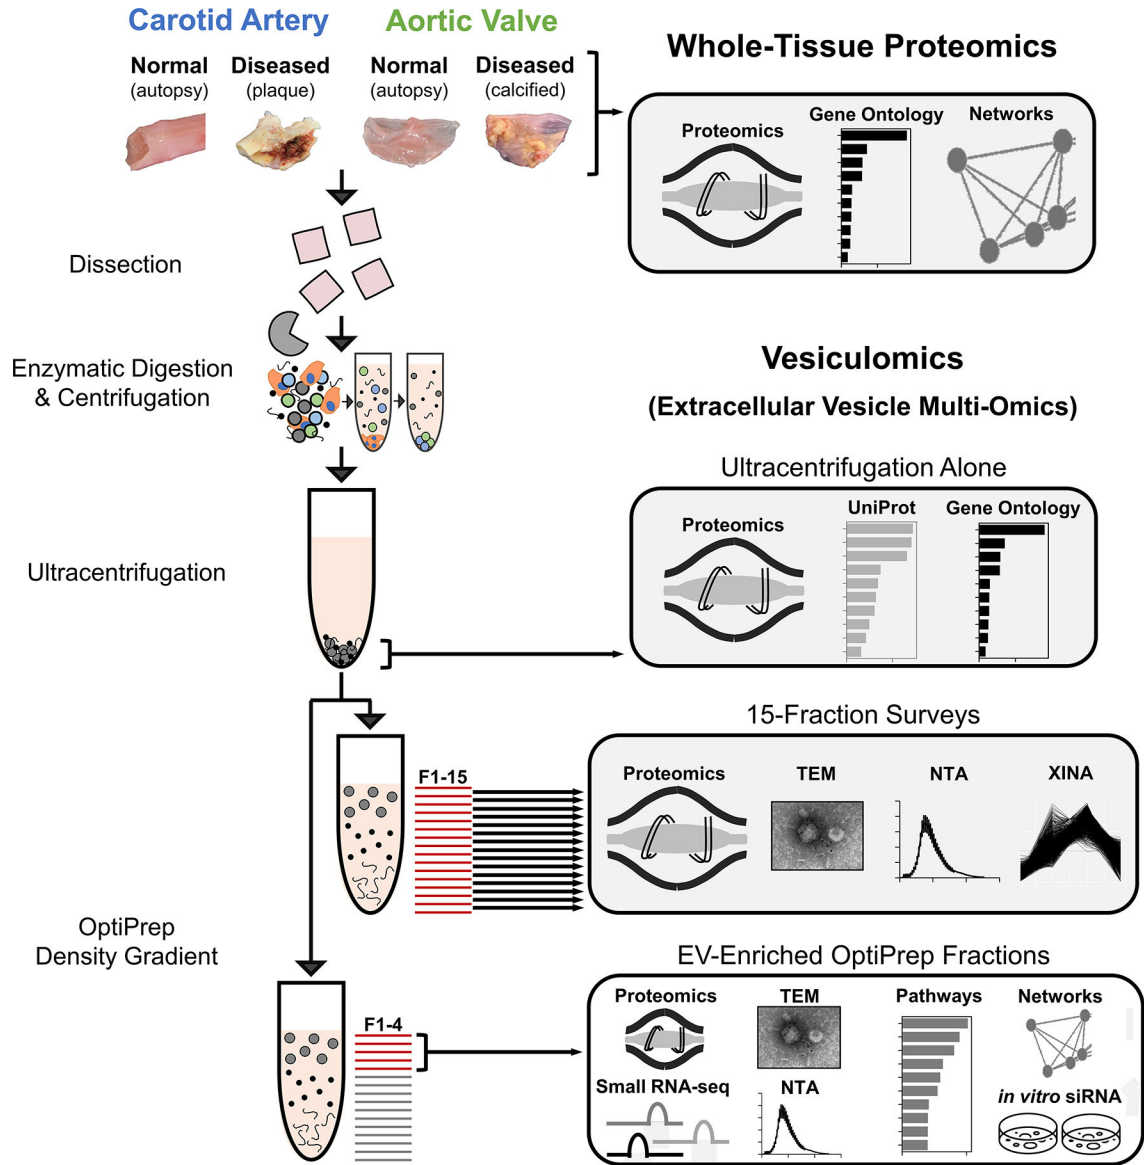 Carotid Artery
Aortic Valve
Normal
(autopsy)
Diseased
(plaque)
Normal
(autopsy)
Diseased
(calcified)
Whole-Tissue Proteomics
Proteomics
Gene Ontology
Networks
Dissection
Enzymatic Digestion
& Centrifugation
Vesiculomics
(Extracellular Vesicle Multi-Omics)
Ultracentrifugation Alone
Proteomics
UniProt
Gene Ontology
Ultracentrifugation
15-Fraction Surveys
F1-15
Proteomics
TEM
NTA
XINA
OptiPrep
Density Gradient
EV-Enriched OptiPrep Fractions
F1-4
Proteomics
TEM
Pathways
Networks
Small RNA-seq
NTA
in vitro siRNA